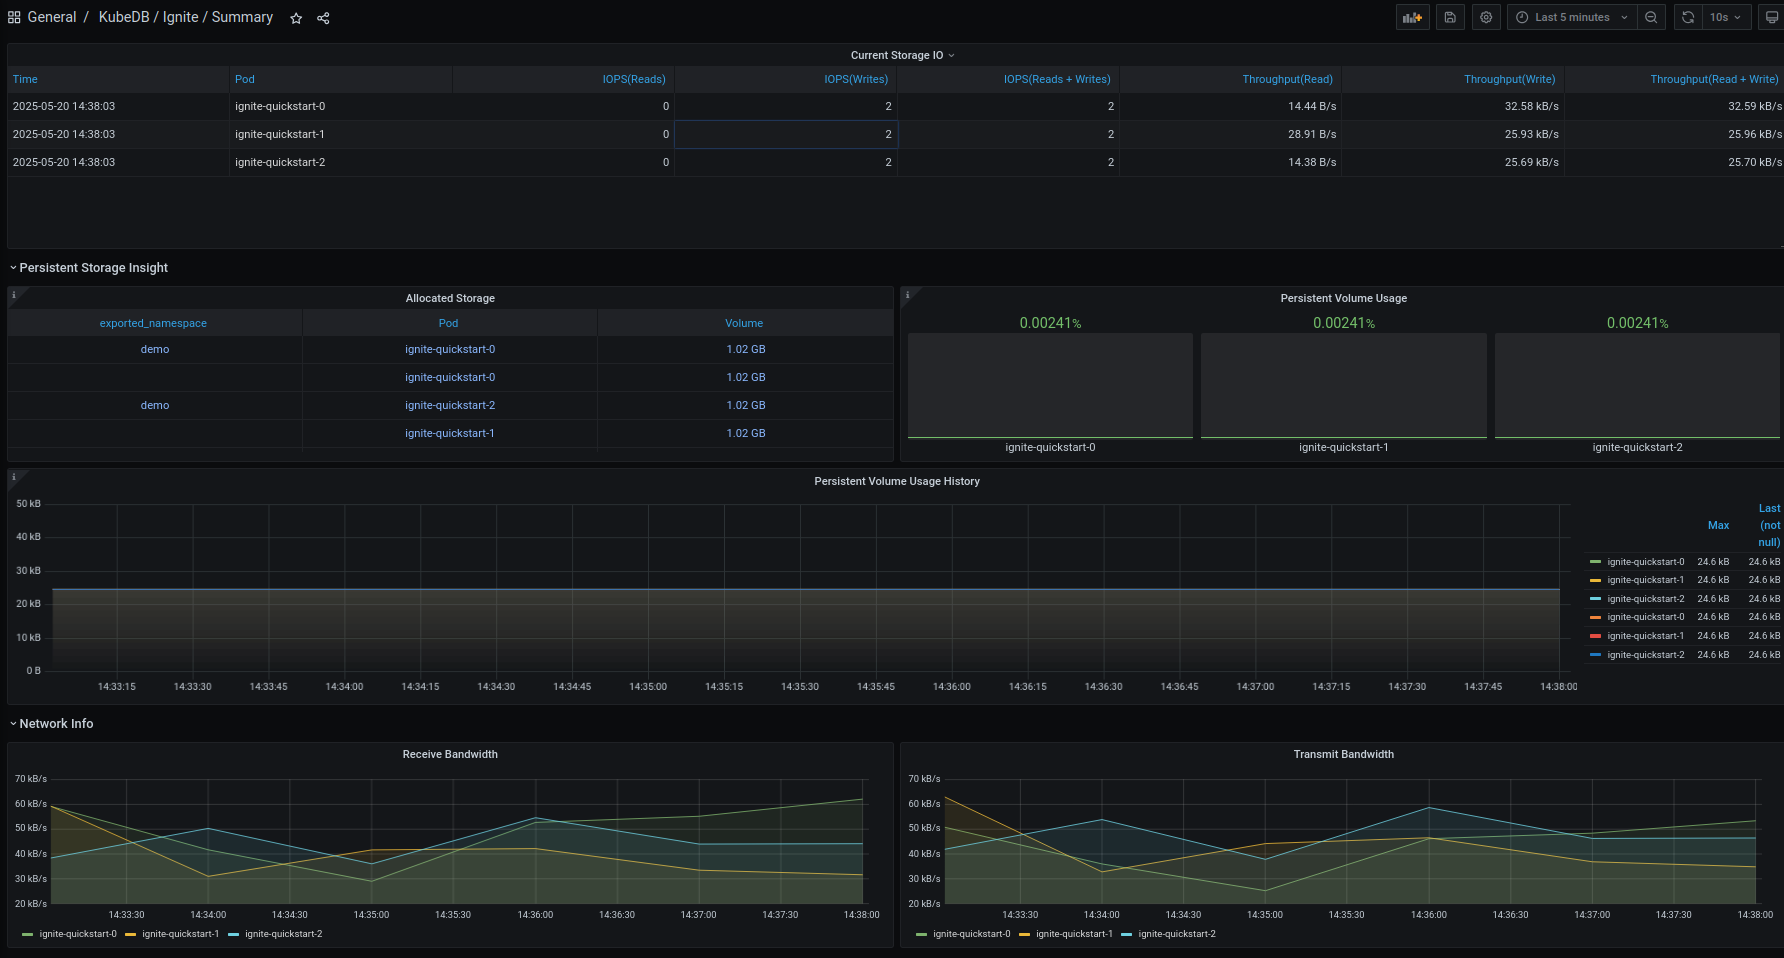 General / KubeDB / Ignite / Summary
Last 5 minutes
10s
Current Storage IO
Time Pod IOPS(Reads) IOPS(Writes) IOPS(Reads + Writes) Throughput(Read) Throughput(Write) Throughput(Read + Write)
2025-05-20 14:38:03 ignite-quickstart-0 0 2 2 14.44 B/s 32.58 kB/s 32.59 kB/s
2025-05-20 14:38:03 ignite-quickstart-1 0 2 2 28.91 B/s 25.93 kB/s 25.96 kB/s
2025-05-20 14:38:03 ignite-quickstart-2 0 2 2 14.38 B/s 25.69 kB/s 25.70 kB/s
Persistent Storage Insight
Allocated Storage
exported_namespace Pod Volume
demo ignite-quickstart-0 1.02 GB
ignite-quickstart-0 1.02 GB
demo ignite-quickstart-2 1.02 GB
ignite-quickstart-1 1.02 GB
Persistent Volume Usage
0.00241% 0.00241% 0.00241%
ignite-quickstart-0 ignite-quickstart-1 ignite-quickstart-2
Persistent Volume Usage History
50 kB
40 kB
30 kB
20 kB
10 kB
0 B
14:33:15 14:33:30 14:33:45 14:34:00 14:34:15 14:34:30 14:34:45 14:35:00 14:35:15 14:35:30 14:35:45 14:36:00 14:36:15 14:36:30 14:36:45 14:37:00 14:37:15 14:37:30 14:37:45 14:38:00
Max Last (not null)
ignite-quickstart-0 24.6 kB 24.6 kB
ignite-quickstart-1 24.6 kB 24.6 kB
ignite-quickstart-2 24.6 kB 24.6 kB
ignite-quickstart-0 24.6 kB 24.6 kB
ignite-quickstart-1 24.6 kB 24.6 kB
ignite-quickstart-2 24.6 kB 24.6 kB
Network Info
Receive Bandwidth
70 kB/s
60 kB/s
50 kB/s
40 kB/s
30 kB/s
20 kB/s
14:33:30 14:34:00 14:34:30 14:35:00 14:35:30 14:36:00 14:36:30 14:37:00 14:37:30 14:38:00
ignite-quickstart-0 ignite-quickstart-1 ignite-quickstart-2
Transmit Bandwidth
70 kB/s
60 kB/s
50 kB/s
40 kB/s
30 kB/s
20 kB/s
14:33:30 14:34:00 14:34:30 14:35:00 14:35:30 14:36:00 14:36:30 14:37:00 14:37:30 14:38:00
ignite-quickstart-0 ignite-quickstart-1 ignite-quickstart-2